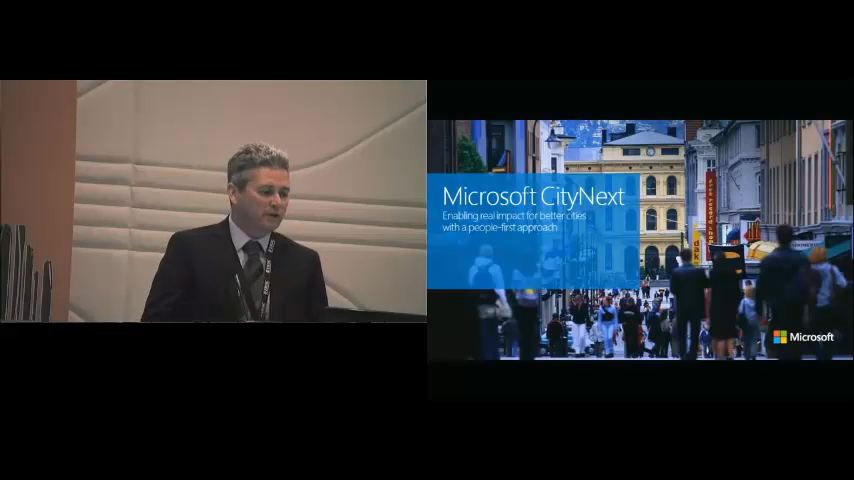 Microsoft CityNext
Enabling real impact for better cities
with a people-first approach
Microsoft